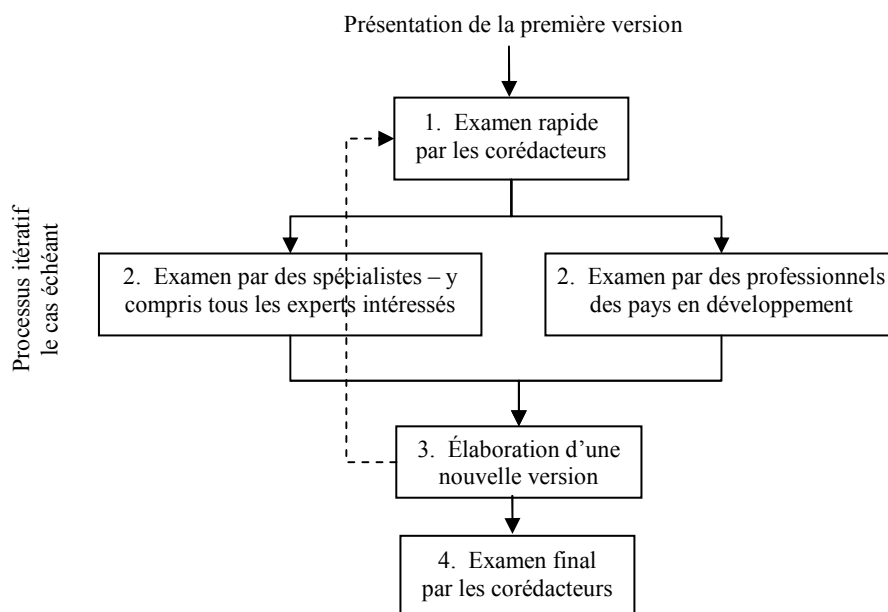 Présentation de la première version
1. Examen rapide
par les corédacteurs
Processus itératif
le cas échéant
2. Examen par des spécialistes – y
compris tous les experts intéressés
2. Examen par des professionnels
des pays en développement
3. Élaboration d’une
nouvelle version
4. Examen final
par les corédacteurs